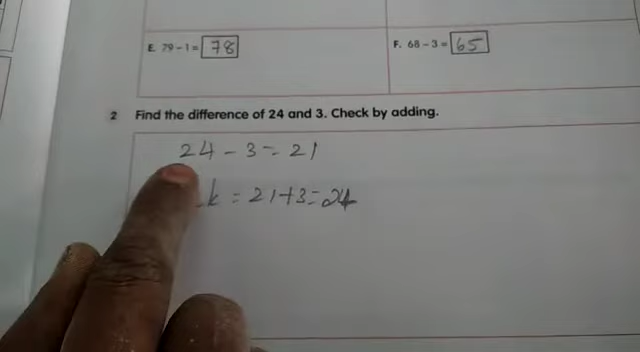 E. 79 - 1 = 78
F. 68 - 3 = 65
2 Find the difference of 24 and 3. Check by adding.
24 - 3 = 21
k = 21+3 = 24